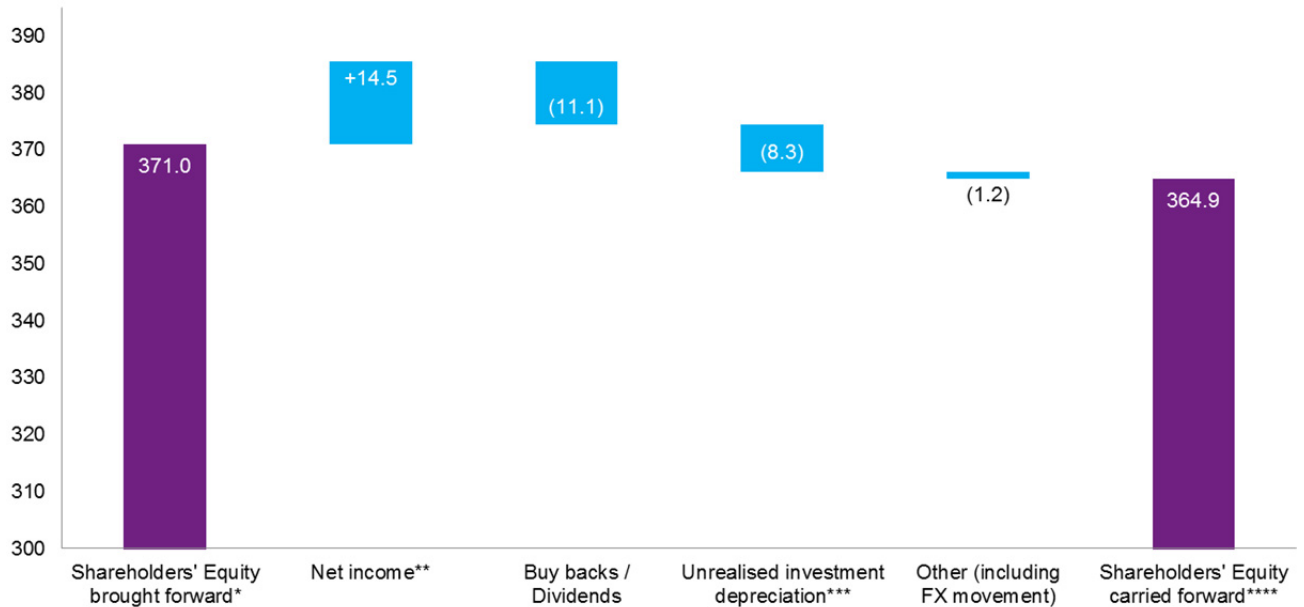 390
380
370
360
350
340
330
320
310
300
371.0
+14.5
(11.1)
(8.3)
(1.2)
364.9
Shareholders' Equity
brought forward*
Net income**
Buy backs /
Dividends
Unrealised investment
depreciation***
Other (including
FX movement)
Shareholders' Equity
carried forward****